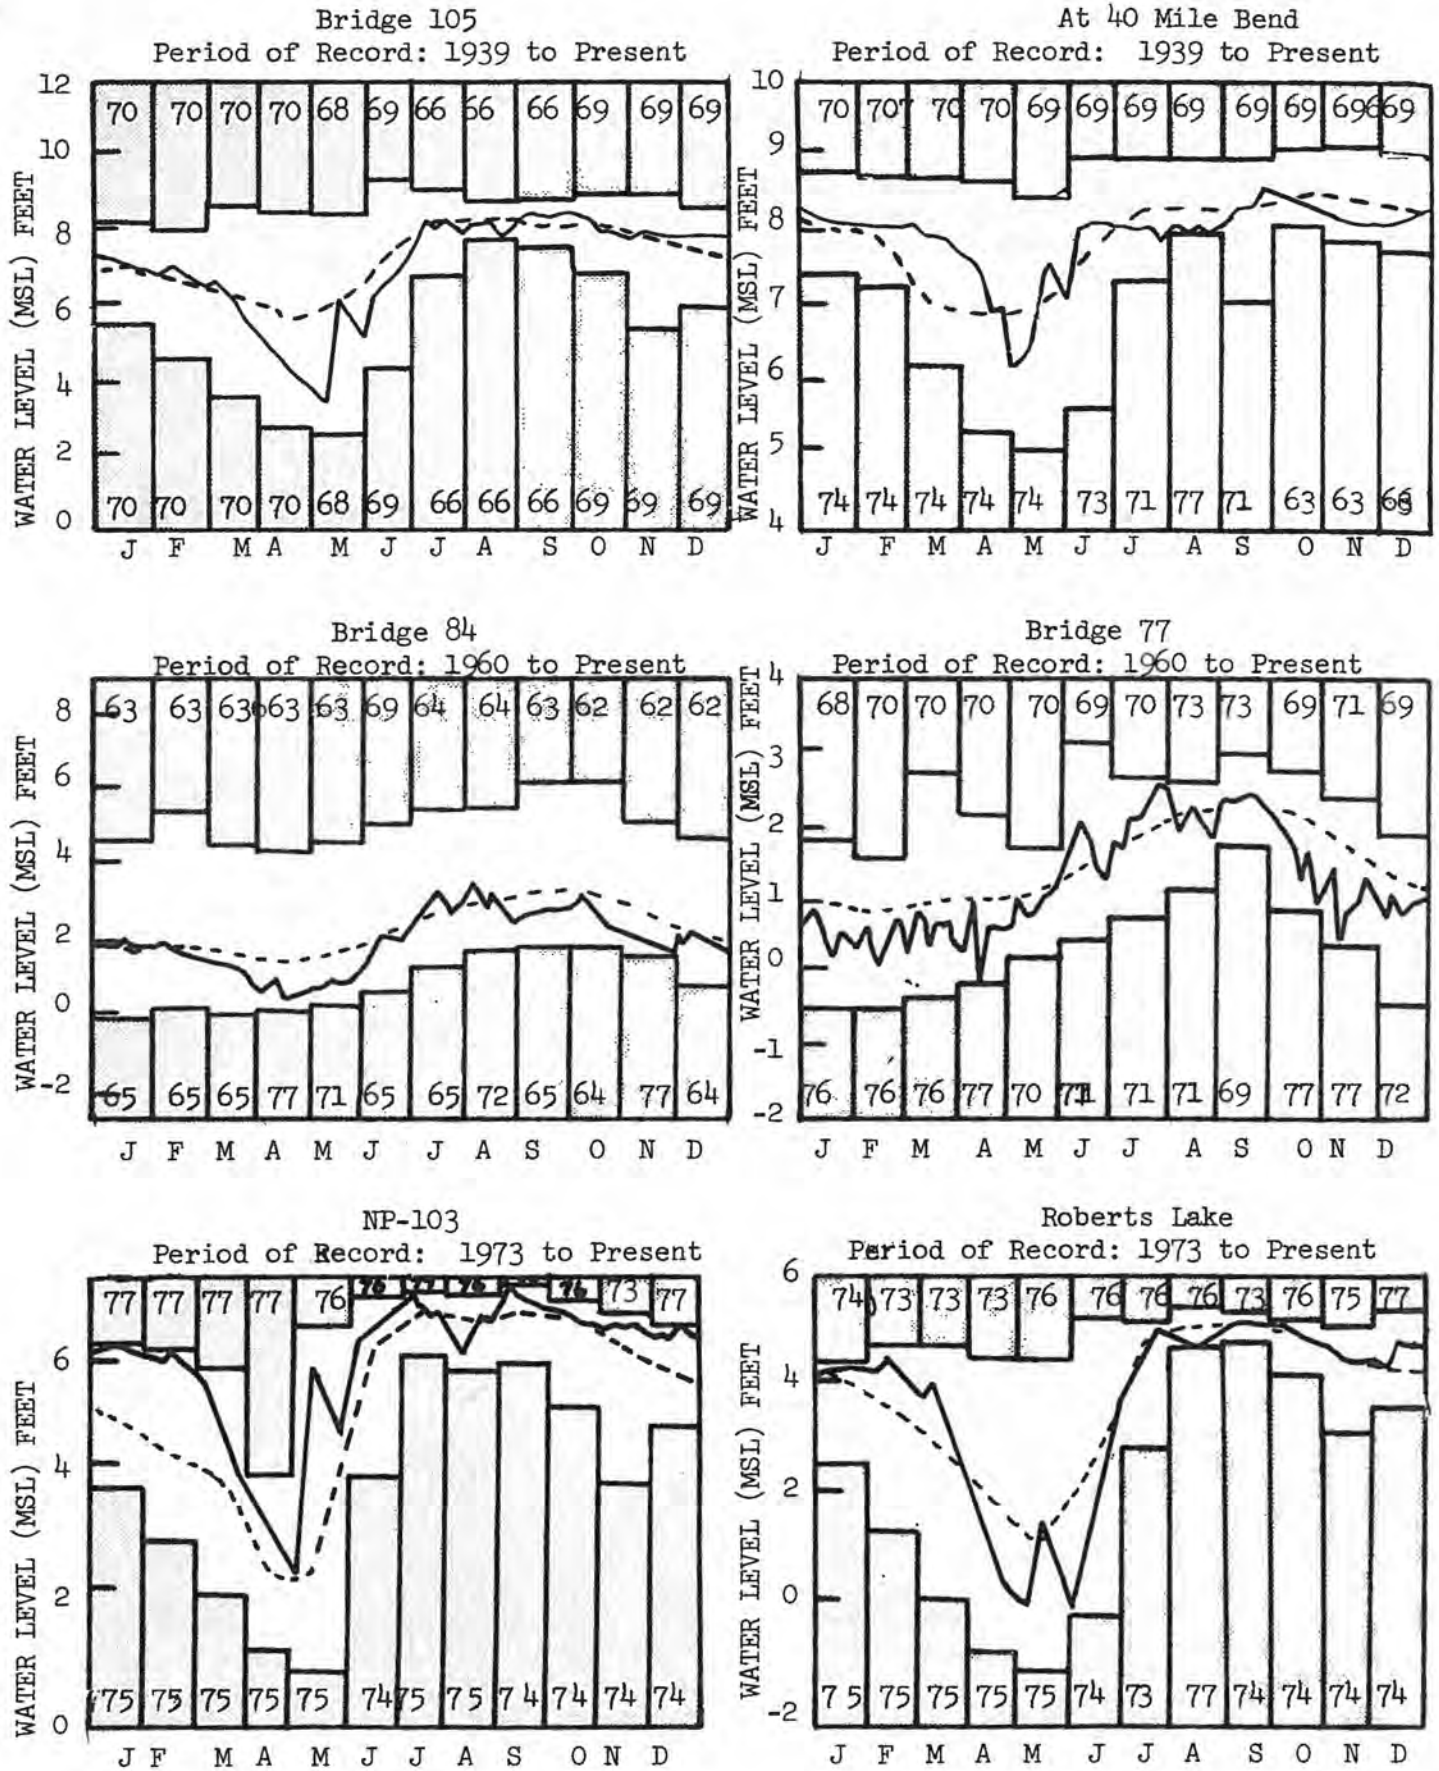 Bridge 105
Period of Record: 1939 to Present
WATER LEVEL (MSL) FEET
12
10
8
6
4
2
0
70 70 70 70 68 69 66 66 66 69 69 69
70 70 70 70 68 69 66 66 66 69 69 69
J F M A M J J A S O N D
At 40 Mile Bend
Period of Record: 1939 to Present
WATER LEVEL (MSL) FEET
10
9
8
7
6
5
4
70 70 70 70 69 69 69 69 69 69 69 69
74 74 74 74 74 73 71 77 71 63 63
J F M A M J J A S O N D
Bridge 84
Period of Record: 1960 to Present
WATER LEVEL (MSL) FEET
8
6
4
2
0
-2
63 63 63 63 63 69 64 64 63 62 62 62
65 65 65 77 71 65 65 72 65 64 77 64
J F M A M J J A S O N D
Bridge 77
Period of Record: 1960 to Present
WATER LEVEL (MSL) FEET
4
3
2
1
0
-1
-2
68 70 70 70 70 69 70 73 73 69 71 69
76 76 76 77 70 71 71 71 69 77 77 72
J F M A M J J A S O N D
NP-103
Period of Record: 1973 to Present
WATER LEVEL (MSL) FEET
6
4
2
0
77 77 77 77 76 76 77 76 76 73 77
75 75 75 75 75 74 75 75 74 74 74 74
J F M A M J J A S O N D
Roberts Lake
Period of Record: 1973 to Present
WATER LEVEL (MSL) FEET
6
4
2
0
-2
74 73 73 73 76 76 76 76 73 76 75 77
75 75 75 75 75 74 73 77 74 74 74 74
J F M A M J J A S O N D